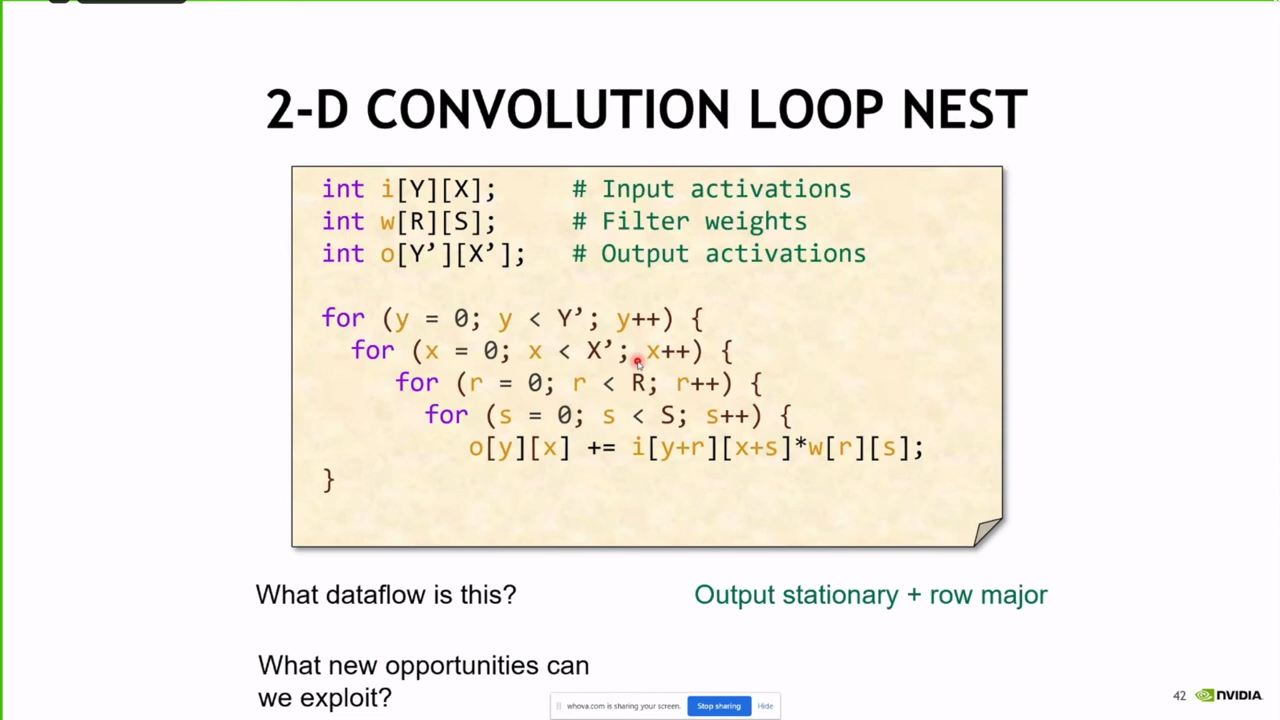 2-D CONVOLUTION LOOP NEST
int i[Y][X]; # Input activations
int w[R][S]; # Filter weights
int o[Y’][X’]; # Output activations
for (y = 0; y < Y’; y++) {
for (x = 0; x < X’; x++) {
for (r = 0; r < R; r++) {
for (s = 0; s < S; s++) {
o[y][x] += i[y+r][x+s]*w[r][s];
}
What dataflow is this? Output stationary + row major
What new opportunities can
we exploit?
whova.com is sharing your screen. Stop sharing Hide
42 NVIDIA.